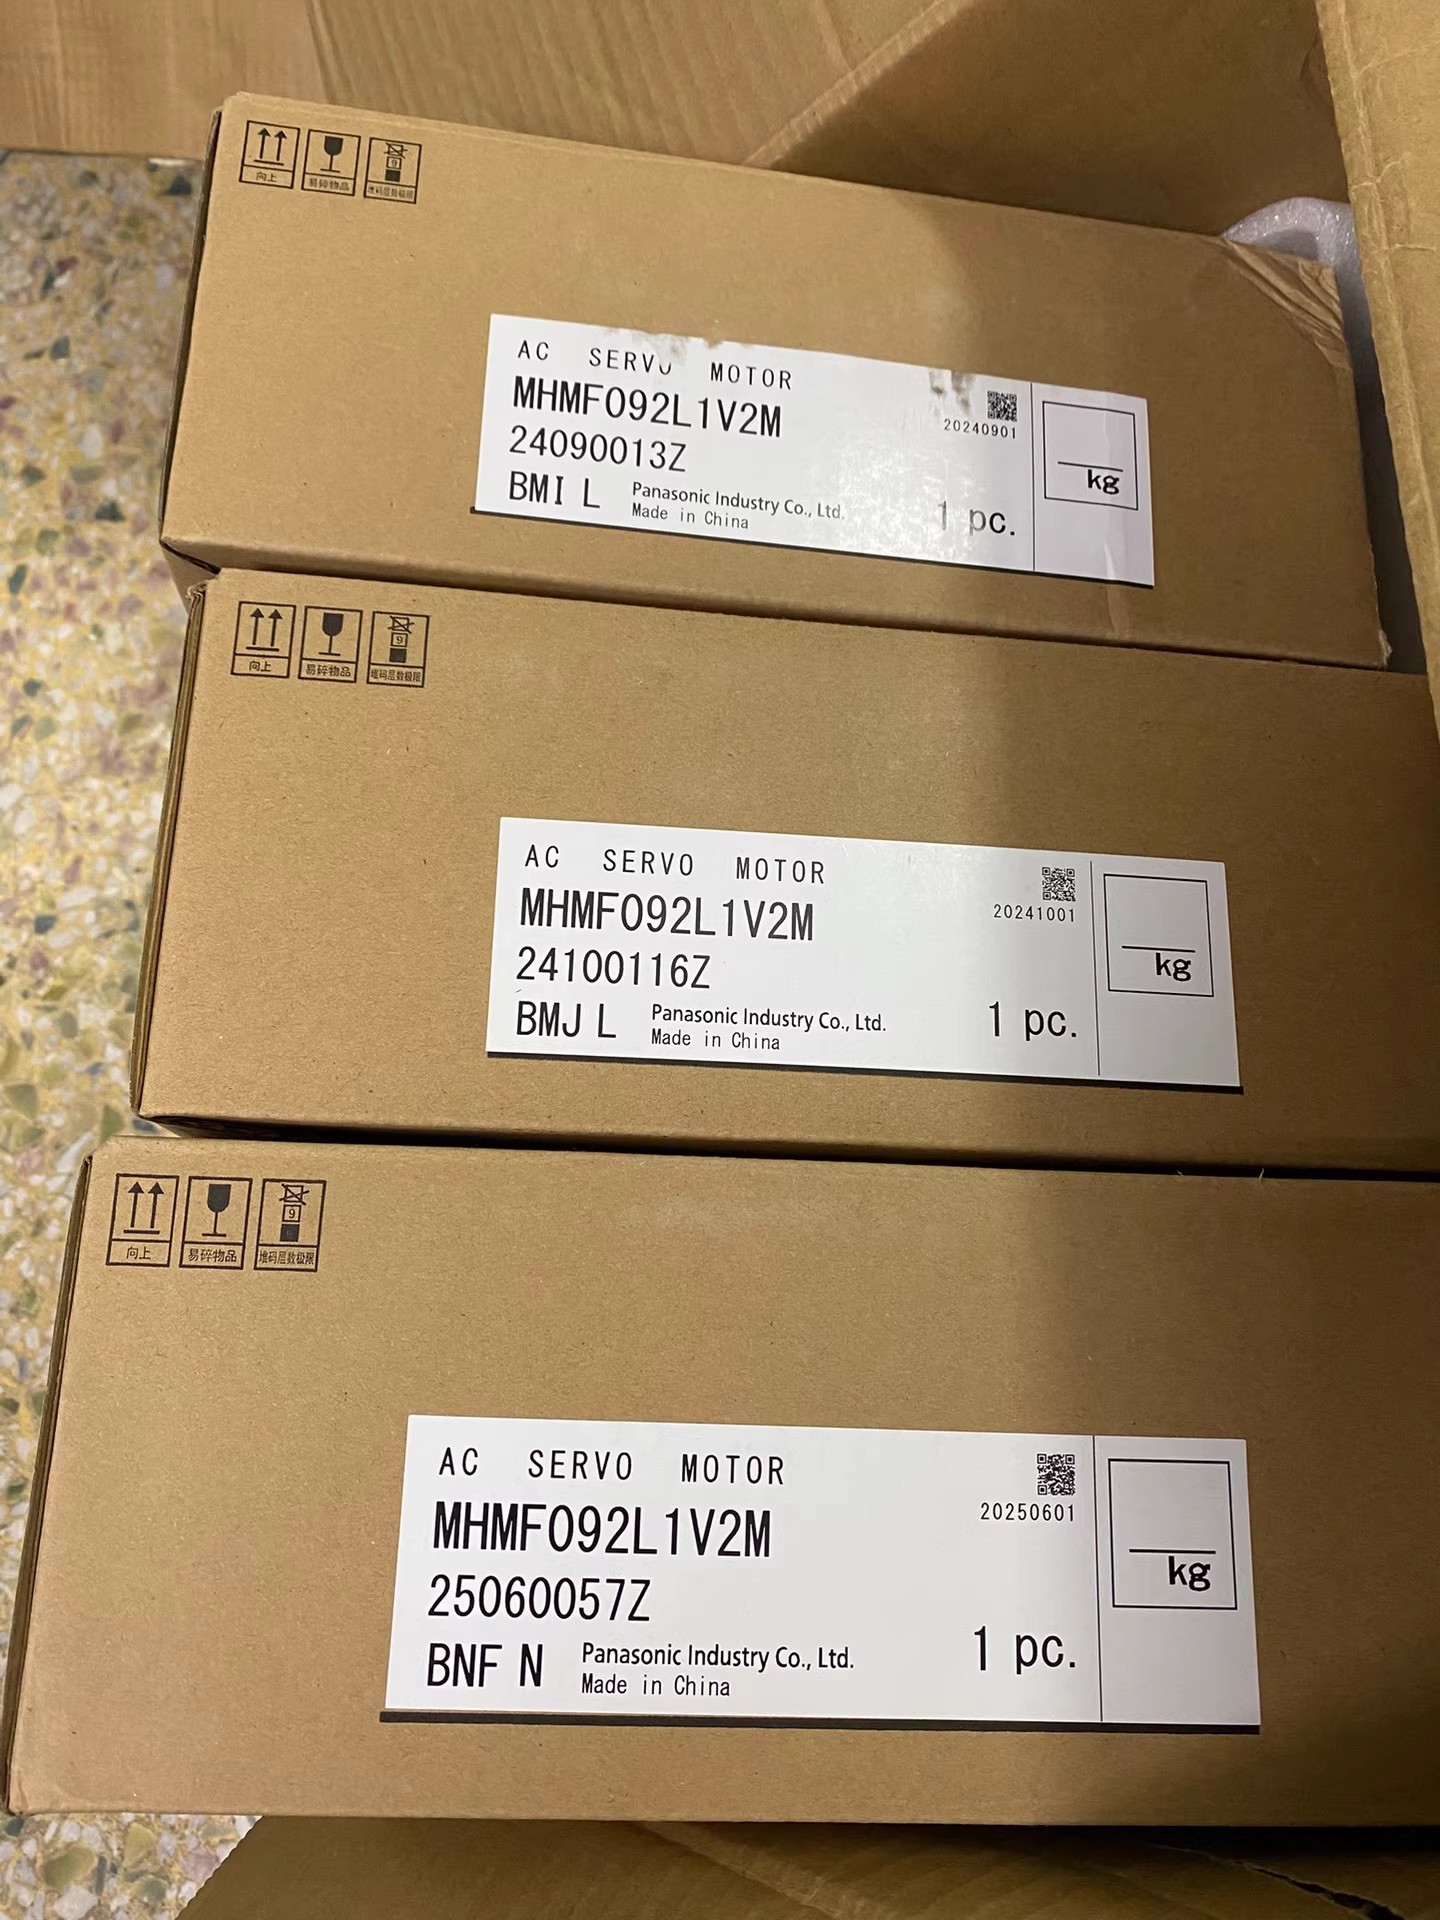 向上
易碎物品
9
堆码层数极限
AC SERVO MOTOR
MHMF092L1V2M
24090013Z
BMI L
Panasonic Industry Co., Ltd.
Made in China
20240901
1 pc.
kg
向上
易碎物品
9
堆码层数极限
AC SERVO MOTOR
MHMF092L1V2M
24100116Z
BMJ L
Panasonic Industry Co., Ltd.
Made in China
20241001
1 pc.
kg
向上
易碎物品
9
堆码层数极限
AC SERVO MOTOR
MHMF092L1V2M
25060057Z
BNF N
Panasonic Industry Co., Ltd.
Made in China
20250601
1 pc.
kg